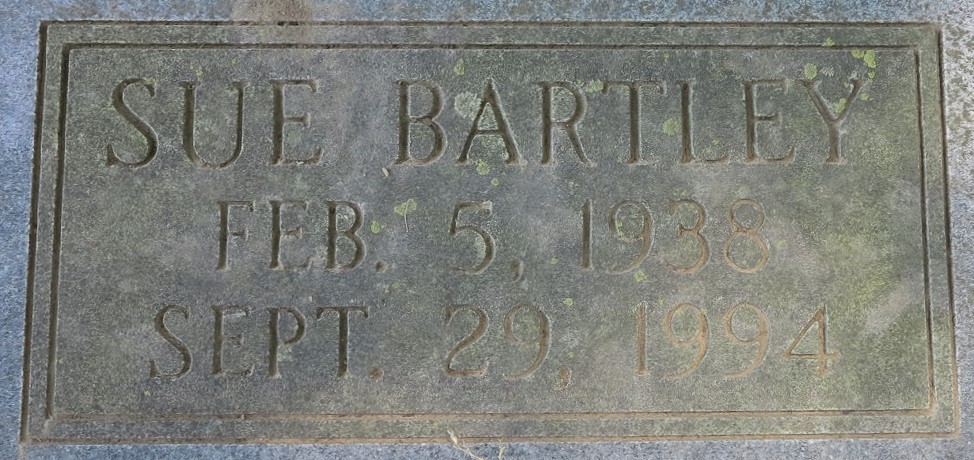 SUE BARTLEY
FEB. 5, 1938
SEPT. 29, 1994